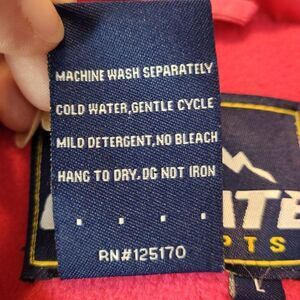 MACHINE WASH SEPARATELY
COLD WATER,GENTLE CYCLE
MILD DETERGENT,NO BLEACH
HANG TO DRY.DO NOT IRON
RN#125170
L